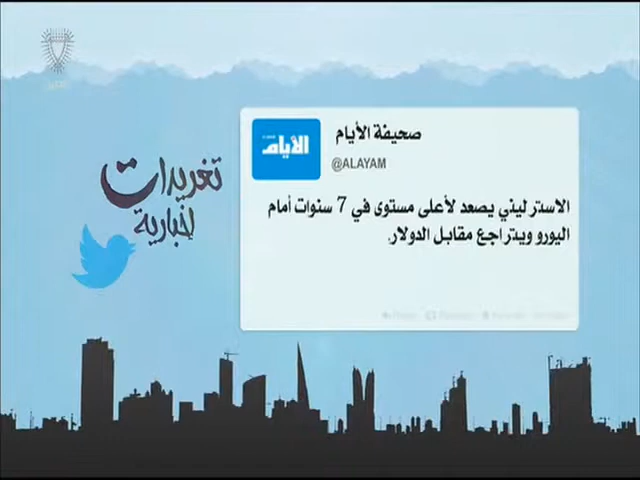 تغريدات
إخبارية
الأيام
صحيفة الأيام
@ALAYAM
الاسترليني يصعد لأعلى مستوى في 7 سنوات أمام
اليورو ويتراجع مقابل الدولار.